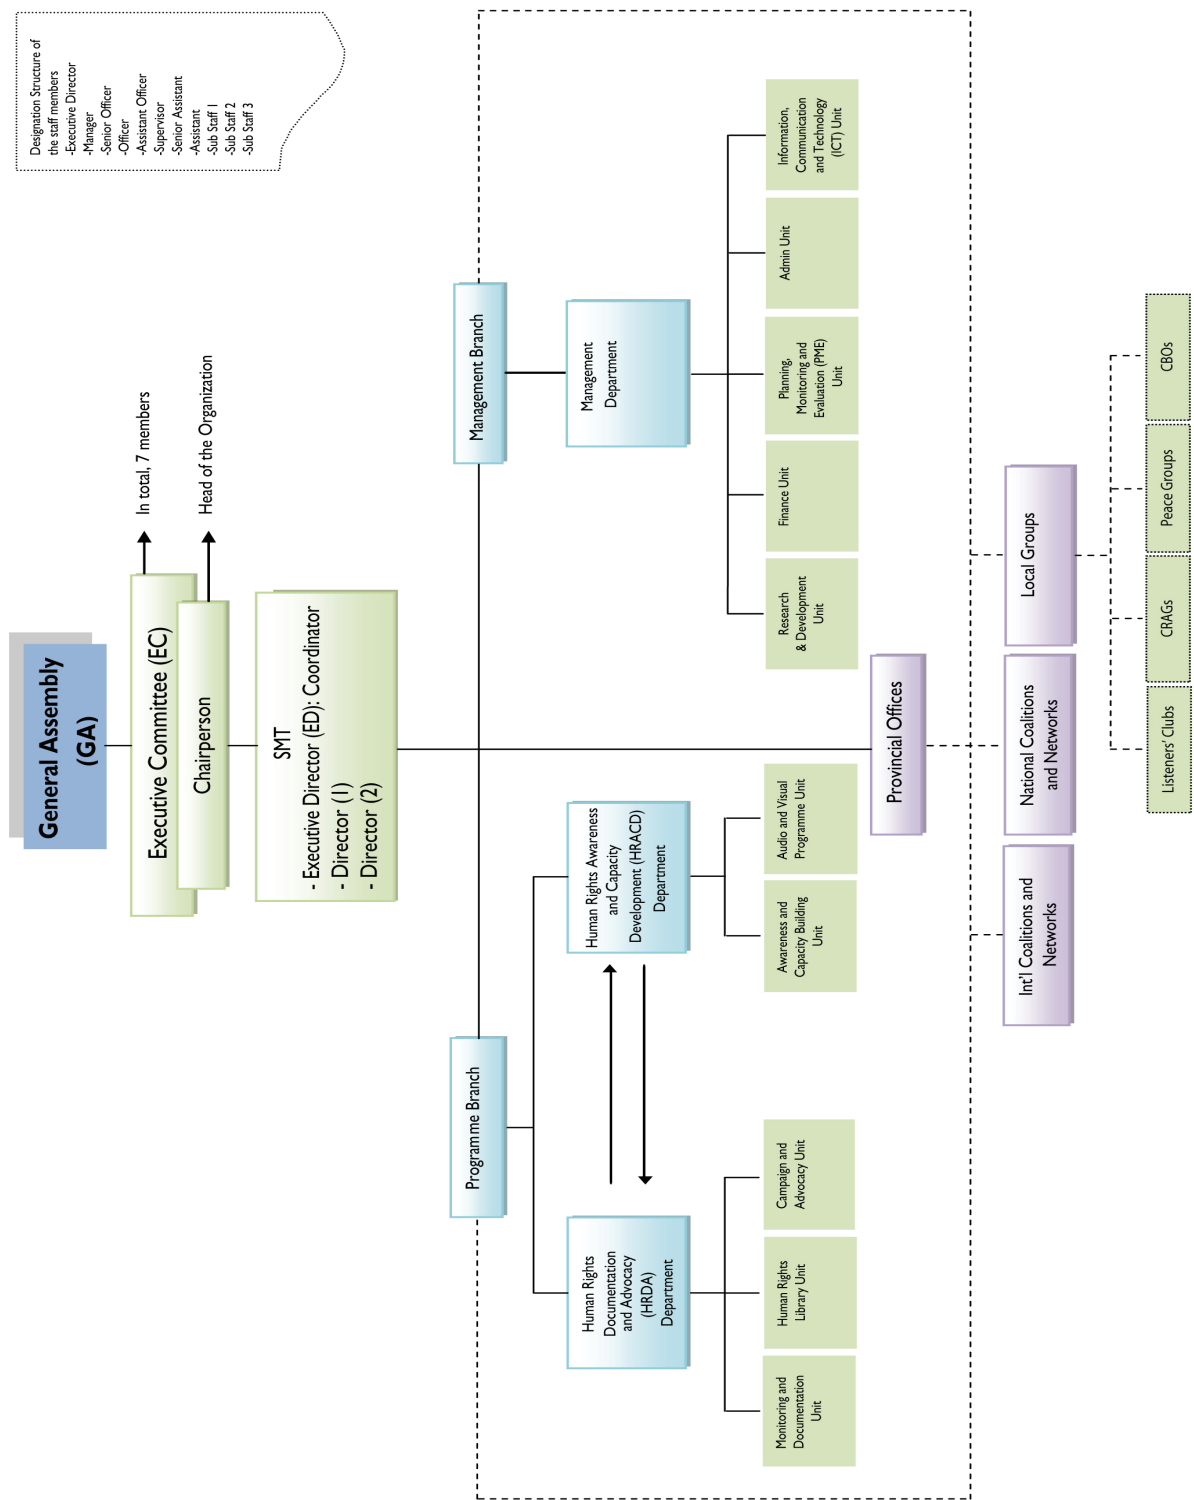 General Assembly
(GA)
Executive Committee (EC)
In total, 7 members
Chairperson
Head of the Organization
SMT
- Executive Director (ED): Coordinator
- Director (1)
- Director (2)
Designation Structure of
the staff members
-Executive Director
-Manager
-Senior Officer
-Officer
-Assistant Officer
-Supervisor
-Senior Assistant
-Assistant
-Sub Staff 1
-Sub Staff 2
-Sub Staff 3
Programme Branch
Management Branch
Human Rights
Documentation
and Advocacy
(HRDA)
Department
Human Rights Awareness
and Capacity
Development (HRACD)
Department
Management
Department
Monitoring and
Documentation
Unit
Human Rights
Library Unit
Campaign and
Advocacy Unit
Awareness and
Capacity Building
Unit
Audio and Visual
Programme Unit
Research
& Development
Unit
Finance Unit
Planning,
Monitoring and
Evaluation (PME)
Unit
Admin Unit
Information,
Communication
and Technology
(ICT) Unit
Provincial Offices
Int'l Coalitions and
Networks
National Coalitions
and Networks
Local Groups
Listeners' Clubs
CRAGs
Peace Groups
CBOs